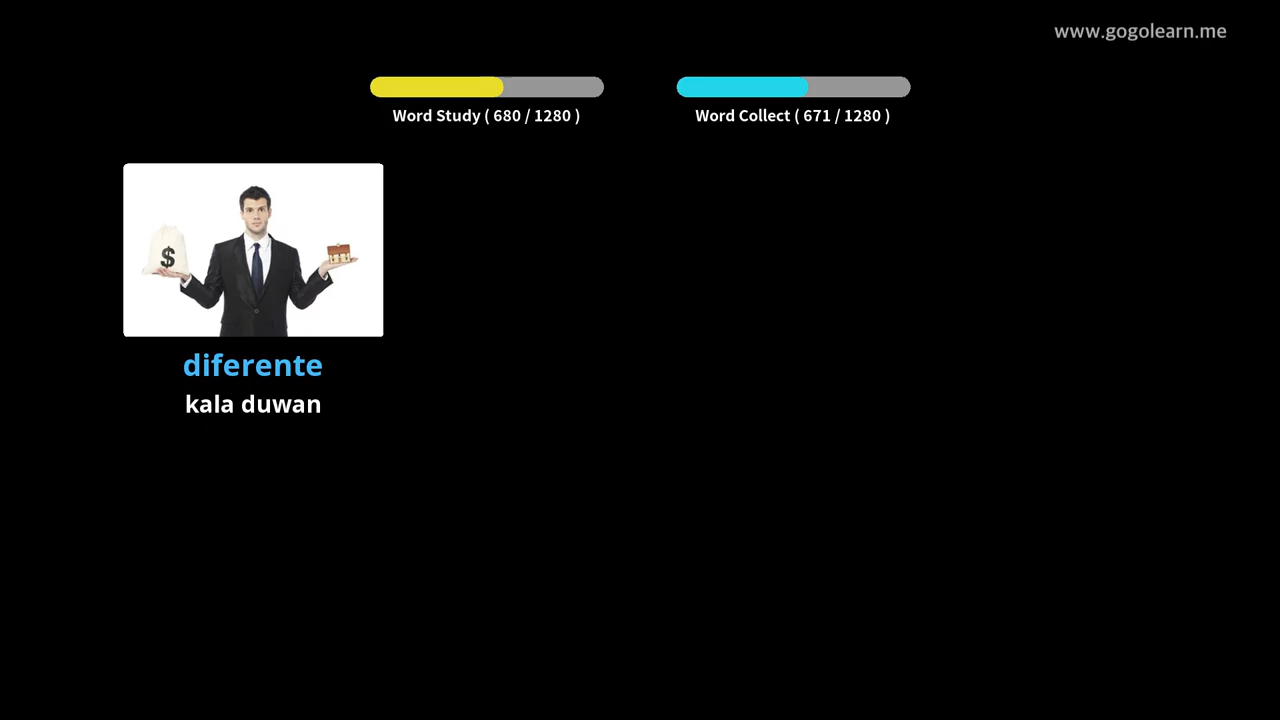 www.gogolearn.me
Word Study ( 680 / 1280 )
Word Collect ( 671 / 1280 )
$
diferente
kala duwan